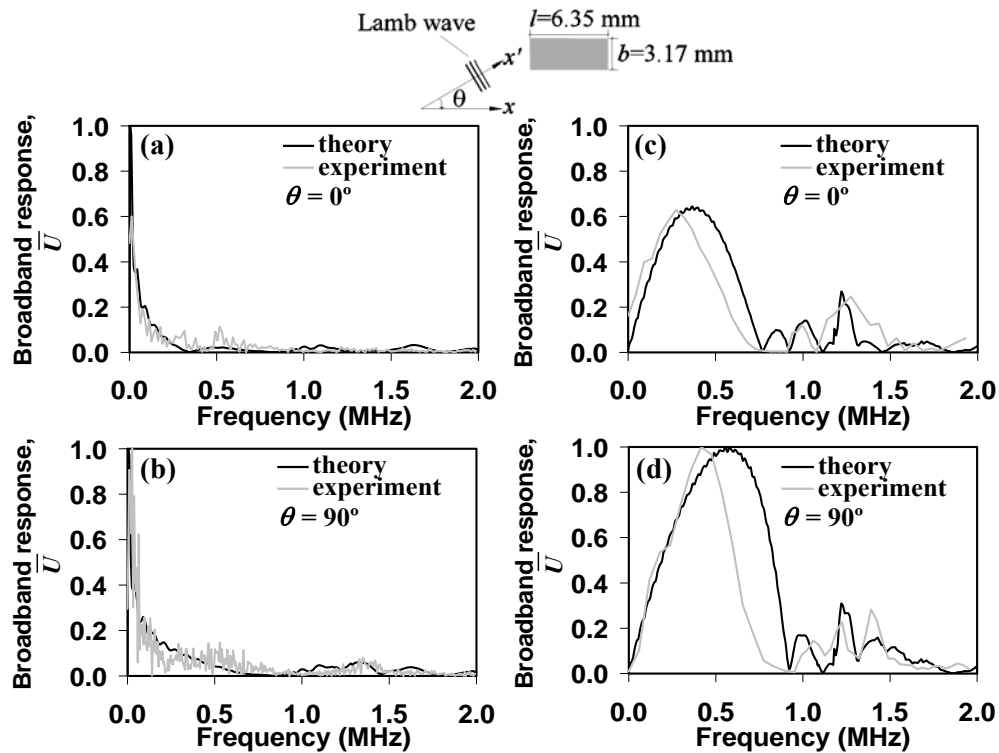 l=6.35 mm
Lamb wave
x'
b=3.17 mm
θ
x
(a)
theory
experiment
θ = 0º
Broadband response,
U̅
1.0
0.8
0.6
0.4
0.2
0.0
0.0 0.5 1.0 1.5 2.0
Frequency (MHz)
(c)
theory
experiment
θ = 0º
Broadband response,
U̅
1.0
0.8
0.6
0.4
0.2
0.0
0.0 0.5 1.0 1.5 2.0
Frequency (MHz)
(b)
theory
experiment
θ = 90º
Broadband response,
U̅
1.0
0.8
0.6
0.4
0.2
0.0
0.0 0.5 1.0 1.5 2.0
Frequency (MHz)
(d)
theory
experiment
θ = 90º
Broadband response,
U̅
1.0
0.8
0.6
0.4
0.2
0.0
0.0 0.5 1.0 1.5 2.0
Frequency (MHz)